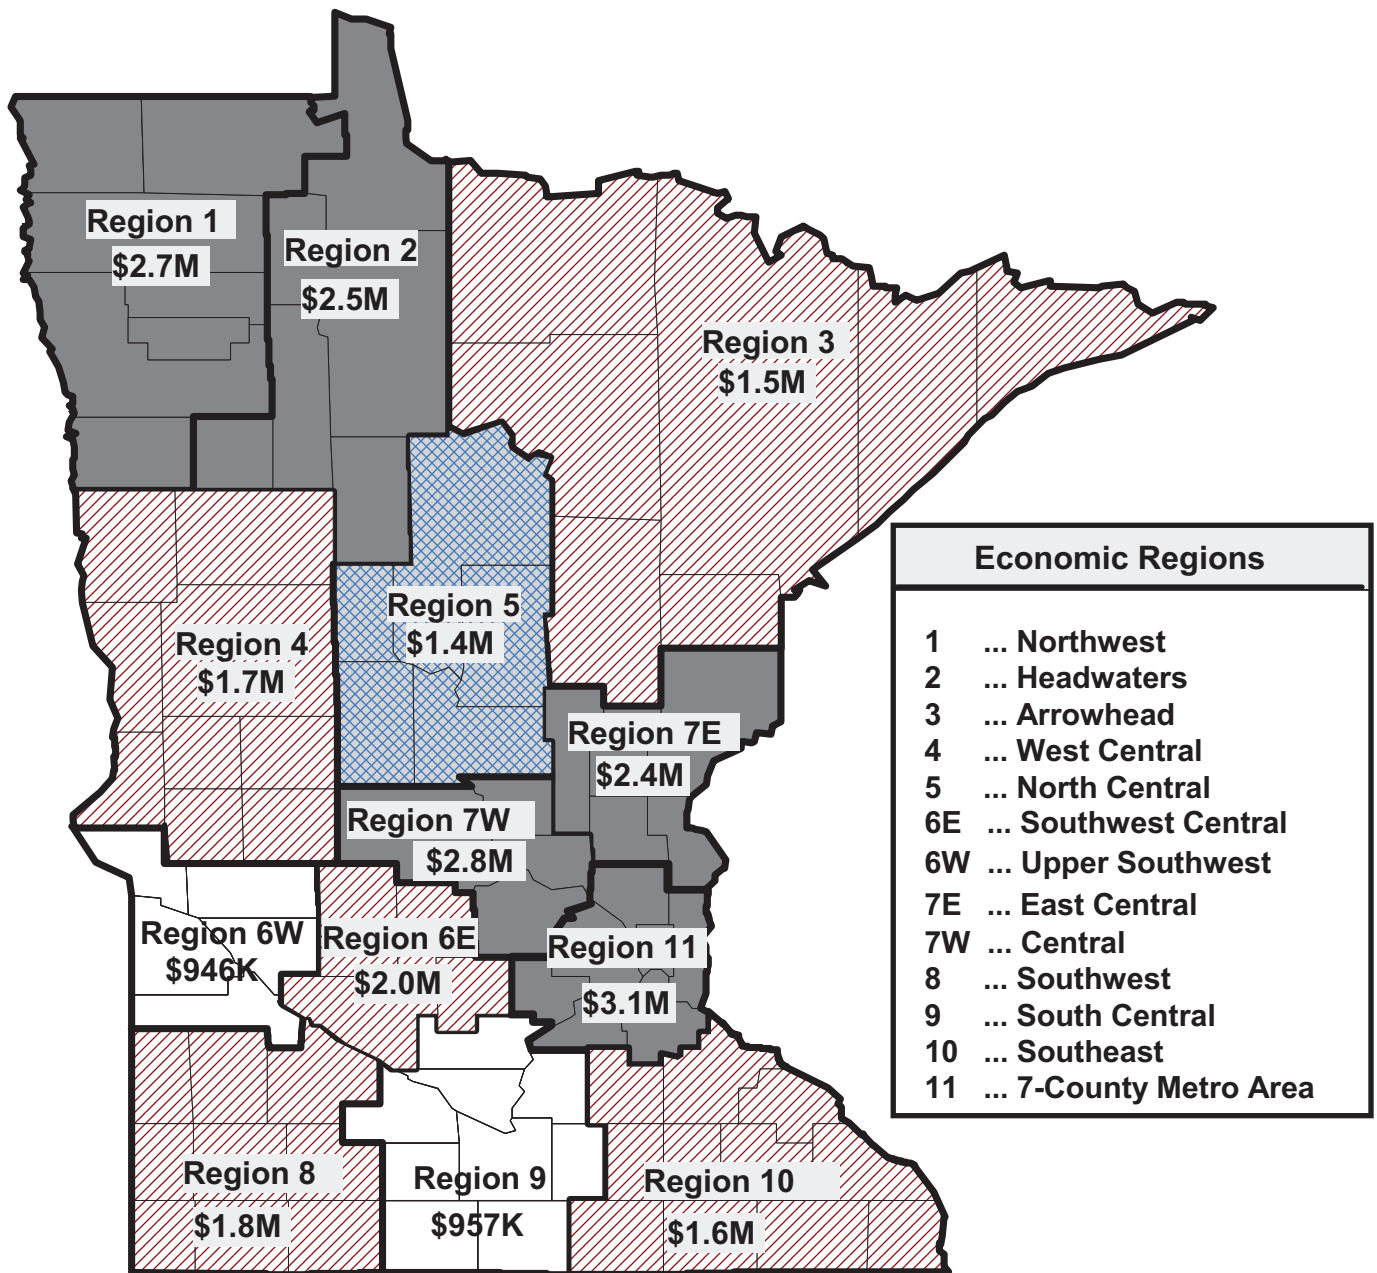 Region 1
$2.7M
Region 2
$2.5M
Region 3
$1.5M
Region 5
$1.4M
Region 4
$1.7M
Region 7E
$2.4M
Region 7W
$2.8M
Region 6W
$946K
Region 6E
$2.0M
Region 11
$3.1M
Region 8
$1.8M
Region 9
$957K
Region 10
$1.6M
Economic Regions
1 ... Northwest
2 ... Headwaters
3 ... Arrowhead
4 ... West Central
5 ... North Central
6E ... Southwest Central
6W ... Upper Southwest
7E ... East Central
7W ... Central
8 ... Southwest
9 ... South Central
10 ... Southeast
11 ... 7-County Metro Area